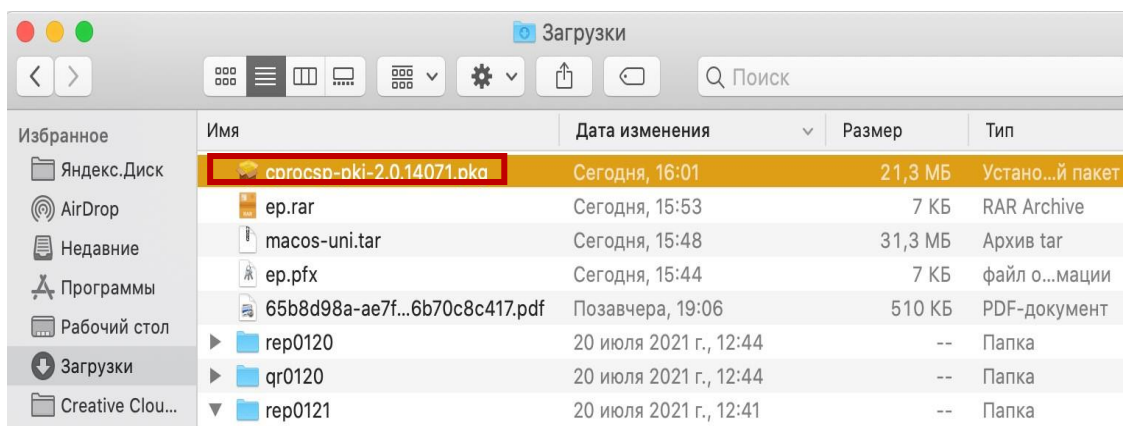 Загрузки
Поиск
Избранное
Яндекс.Диск
AirDrop
Недавние
Программы
Рабочий стол
Загрузки
Creative Clou...
Имя Дата изменения Размер Тип
cprocsp-pki-2.0.14071.pkg Сегодня, 16:01 21,3 МБ Устано...й пакет
ep.rar Сегодня, 15:53 7 КБ RAR Archive
macos-uni.tar Сегодня, 15:48 31,3 МБ Архив tar
ep.pfx Сегодня, 15:44 7 КБ файл о...мации
65b8d98a-ae7f...6b70c8c417.pdf Позавчера, 19:06 510 КБ PDF-документ
rep0120 20 июля 2021 г., 12:44 -- Папка
qr0120 20 июля 2021 г., 12:44 -- Папка
rep0121 20 июля 2021 г., 12:41 -- Папка